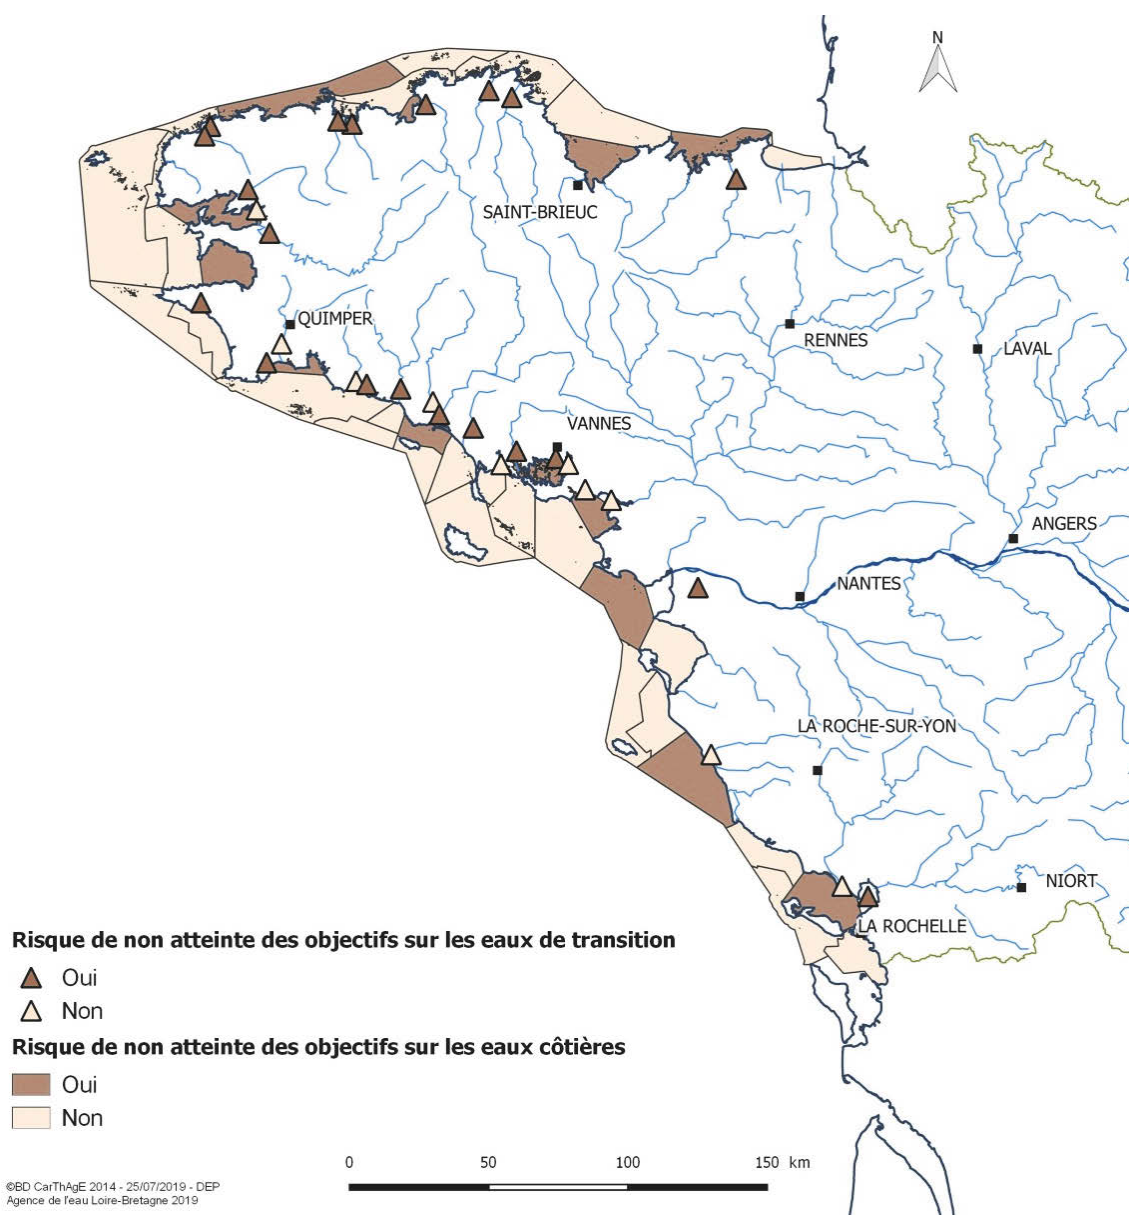 N
SAINT-BRIEUC
QUIMPER
RENNES
LAVAL
VANNES
ANGERS
NANTES
LA ROCHE-SUR-YON
NIORT
LA ROCHELLE
Risque de non atteinte des objectifs sur les eaux de transition
Oui
Non
Risque de non atteinte des objectifs sur les eaux côtières
Oui
Non
0 50 100 150 km
©BD CarThAgE 2014 - 25/07/2019 - DEP
Agence de l'eau Loire-Bretagne 2019